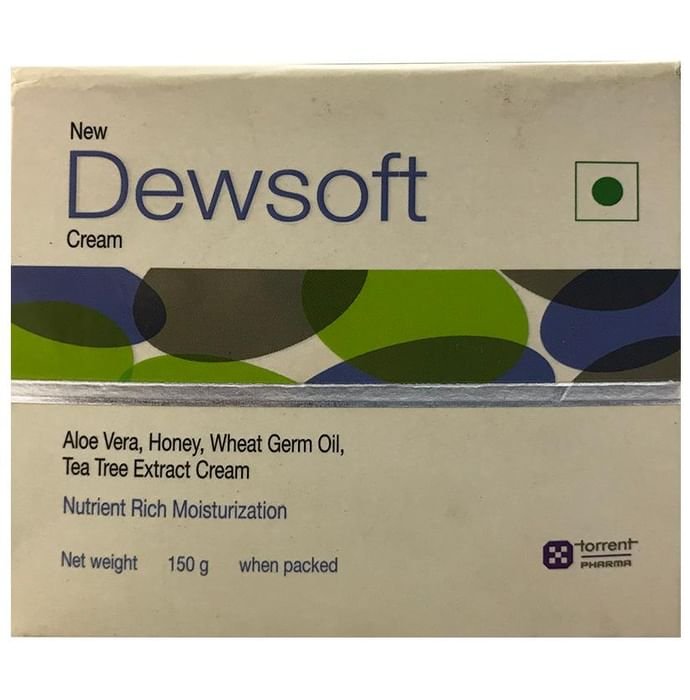 New
Dewsoft
Cream
Aloe Vera, Honey, Wheat Germ Oil,
Tea Tree Extract Cream
Nutrient Rich Moisturization
Net weight 150 g when packed
torrent
PHARMA